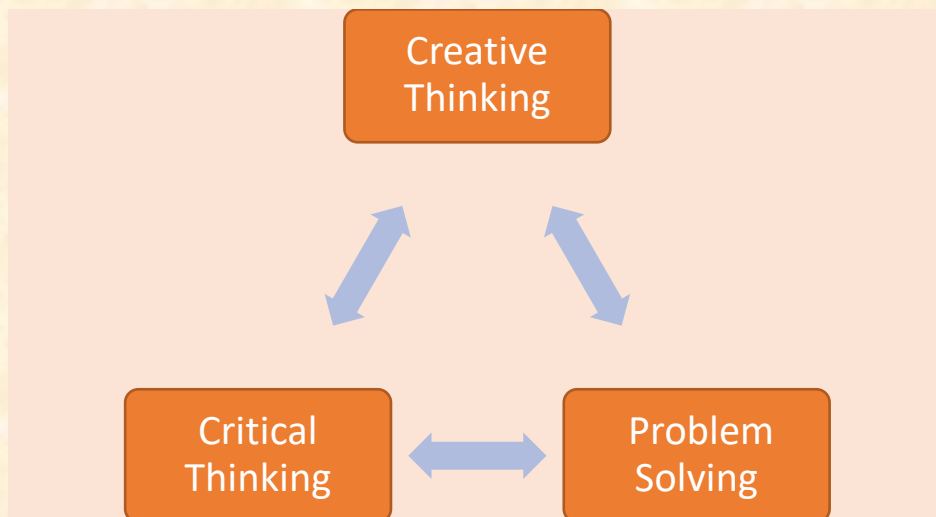 Creative
Thinking
Critical
Thinking
Problem
Solving